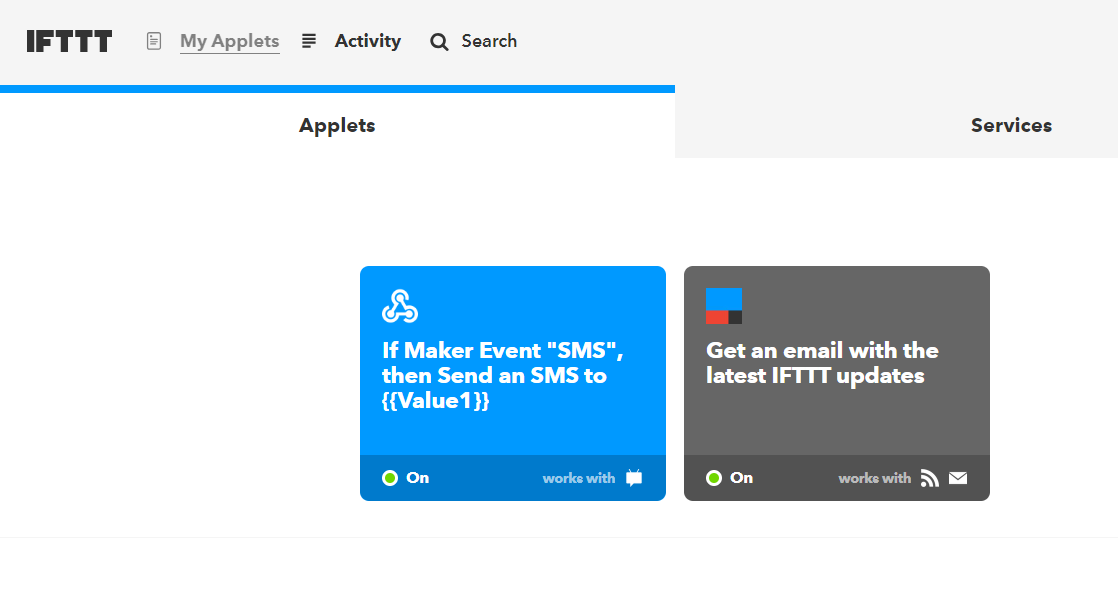 IFTTT My Applets Activity Search
Applets Services
If Maker Event "SMS",
then Send an SMS to
{{Value1}}
On works with
Get an email with the
latest IFTTT updates
On works with